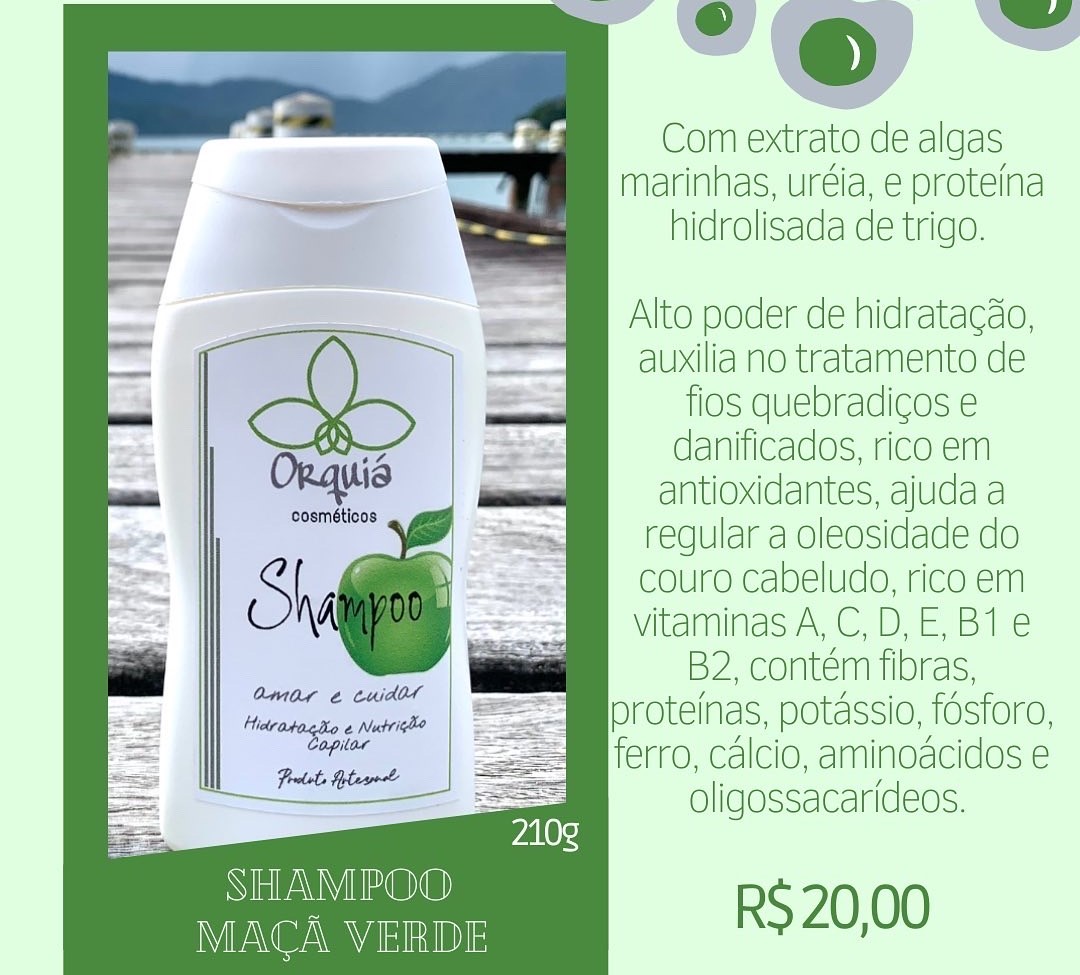 Orquiá
cosméticos
Shampoo
amar e cuidar
Hidratação e Nutrição
Capilar
Produto Artesanal
210g
SHAMPOO
MAÇÃ VERDE
Com extrato de algas
marinhas, uréia, e proteína
hidrolisada de trigo.
Alto poder de hidratação,
auxilia no tratamento de
fios quebradiços e
danificados, rico em
antioxidantes, ajuda a
regular a oleosidade do
couro cabeludo, rico em
vitaminas A, C, D, E, B1 e
B2, contém fibras,
proteínas, potássio, fósforo,
ferro, cálcio, aminoácidos e
oligossacarídeos.
R$ 20,00